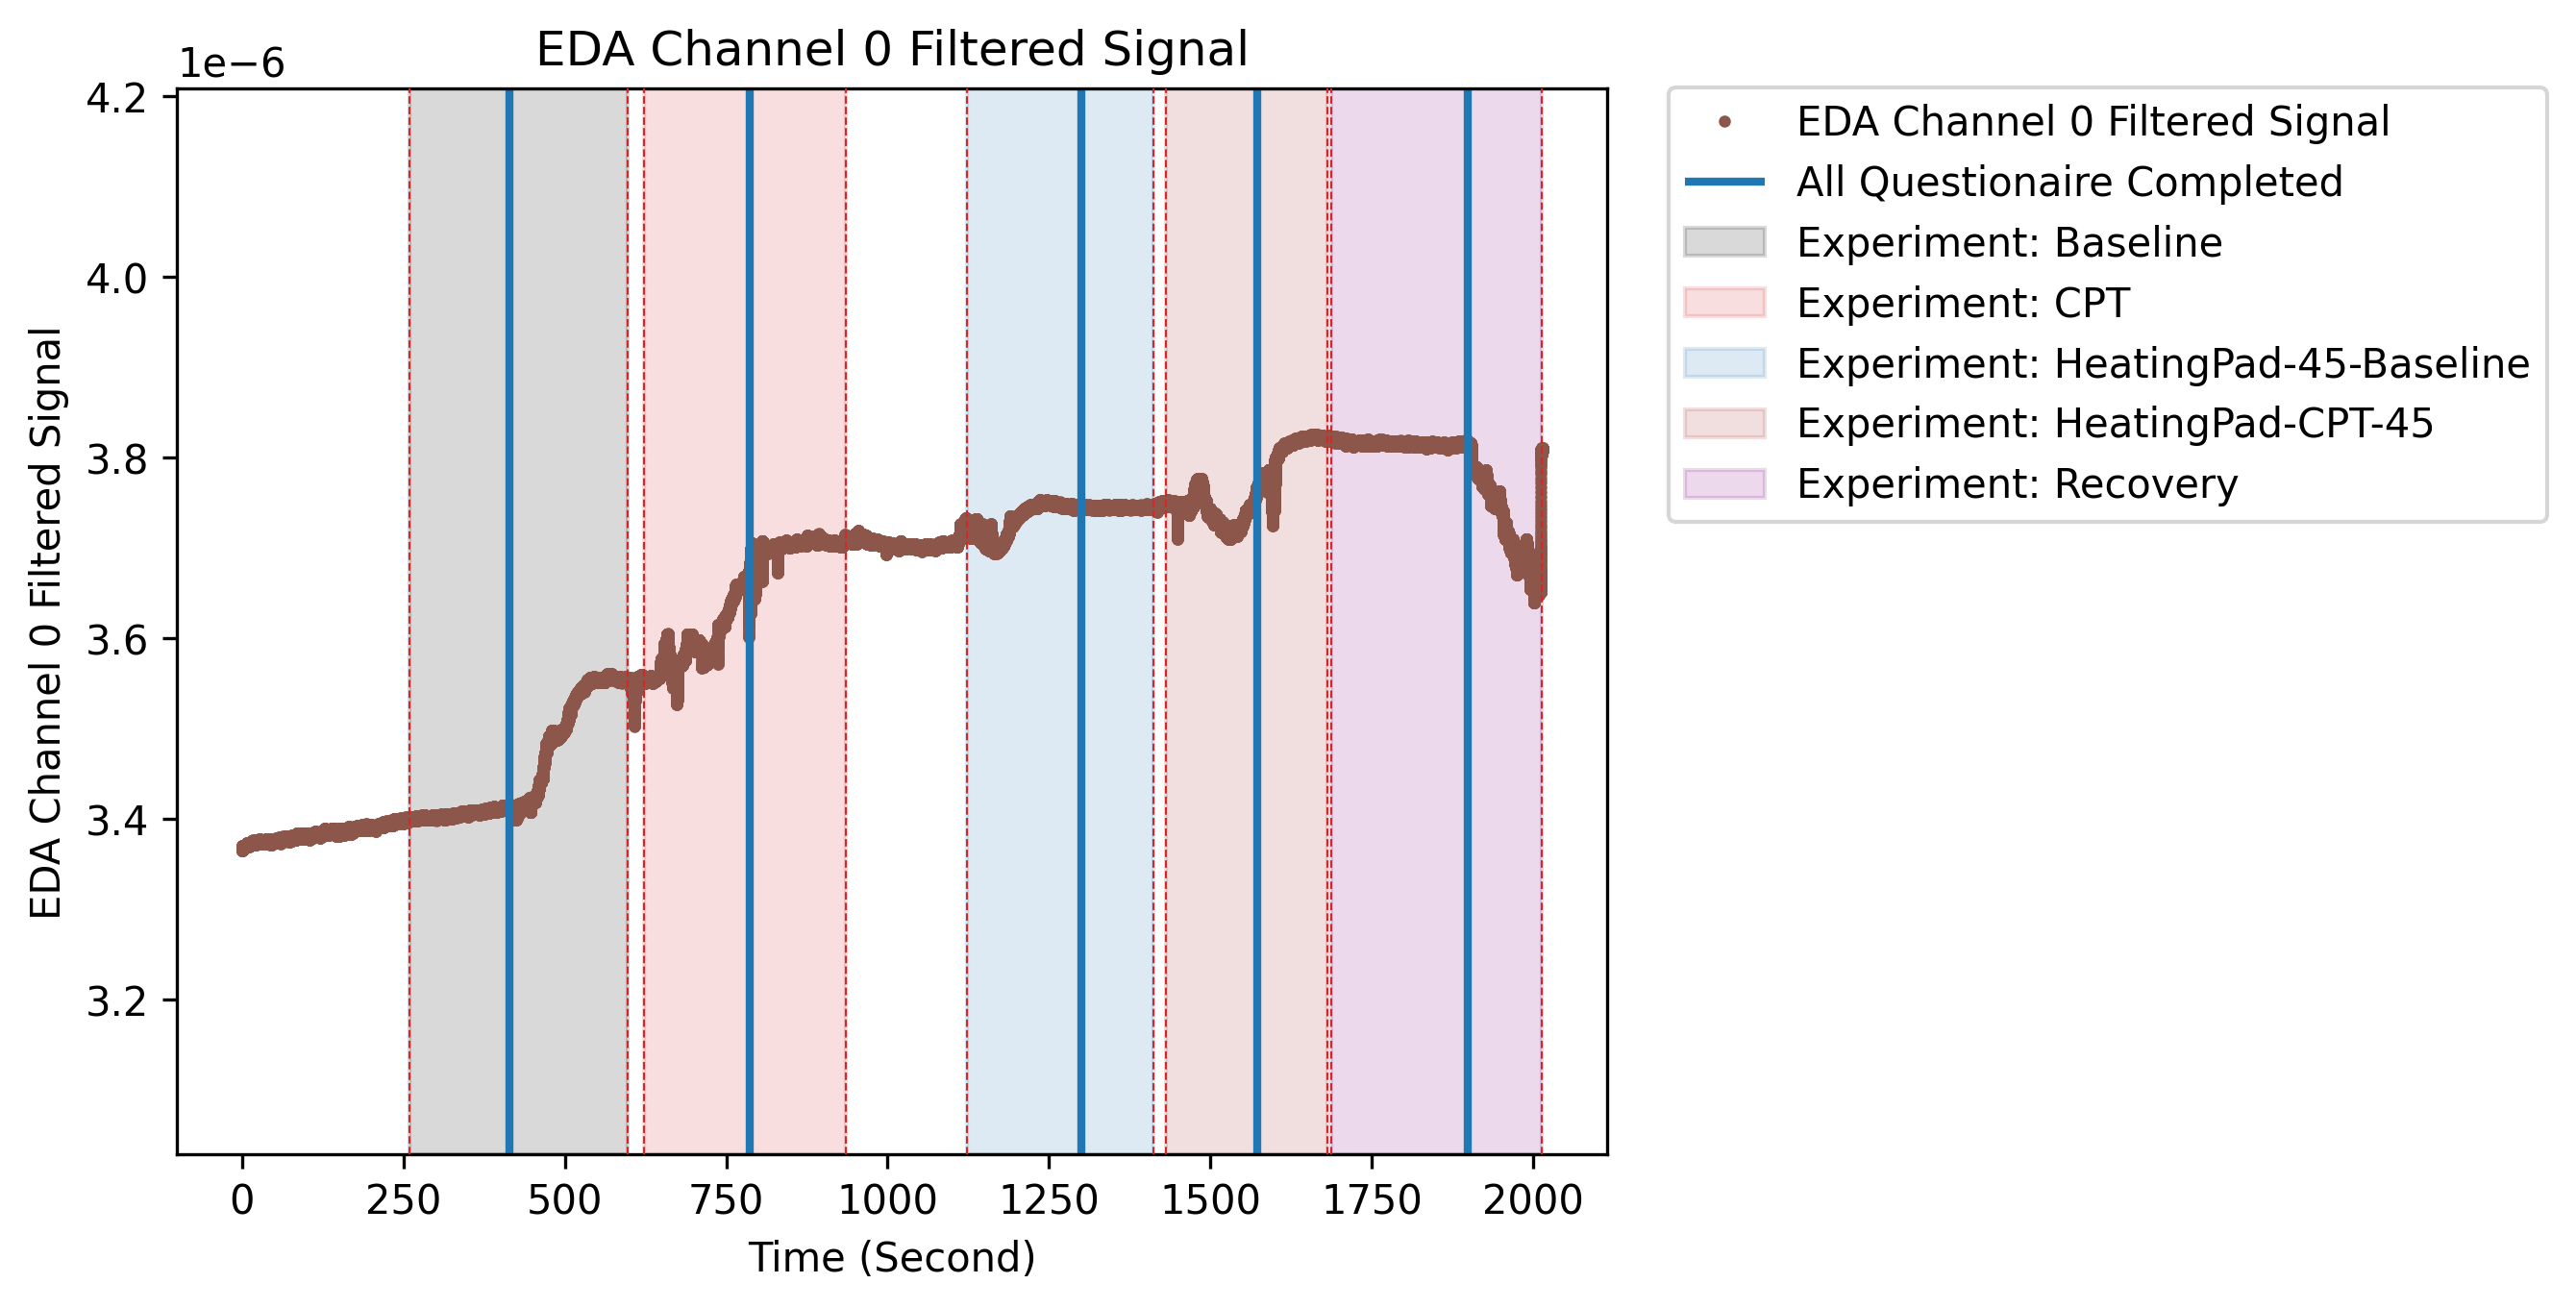 EDA Channel 0 Filtered Signal
1e−6
4.2
4.0
3.8
3.6
3.4
3.2
EDA Channel 0 Filtered Signal
0 250 500 750 1000 1250 1500 1750 2000
Time (Second)
EDA Channel 0 Filtered Signal
All Questionaire Completed
Experiment: Baseline
Experiment: CPT
Experiment: HeatingPad-45-Baseline
Experiment: HeatingPad-CPT-45
Experiment: Recovery